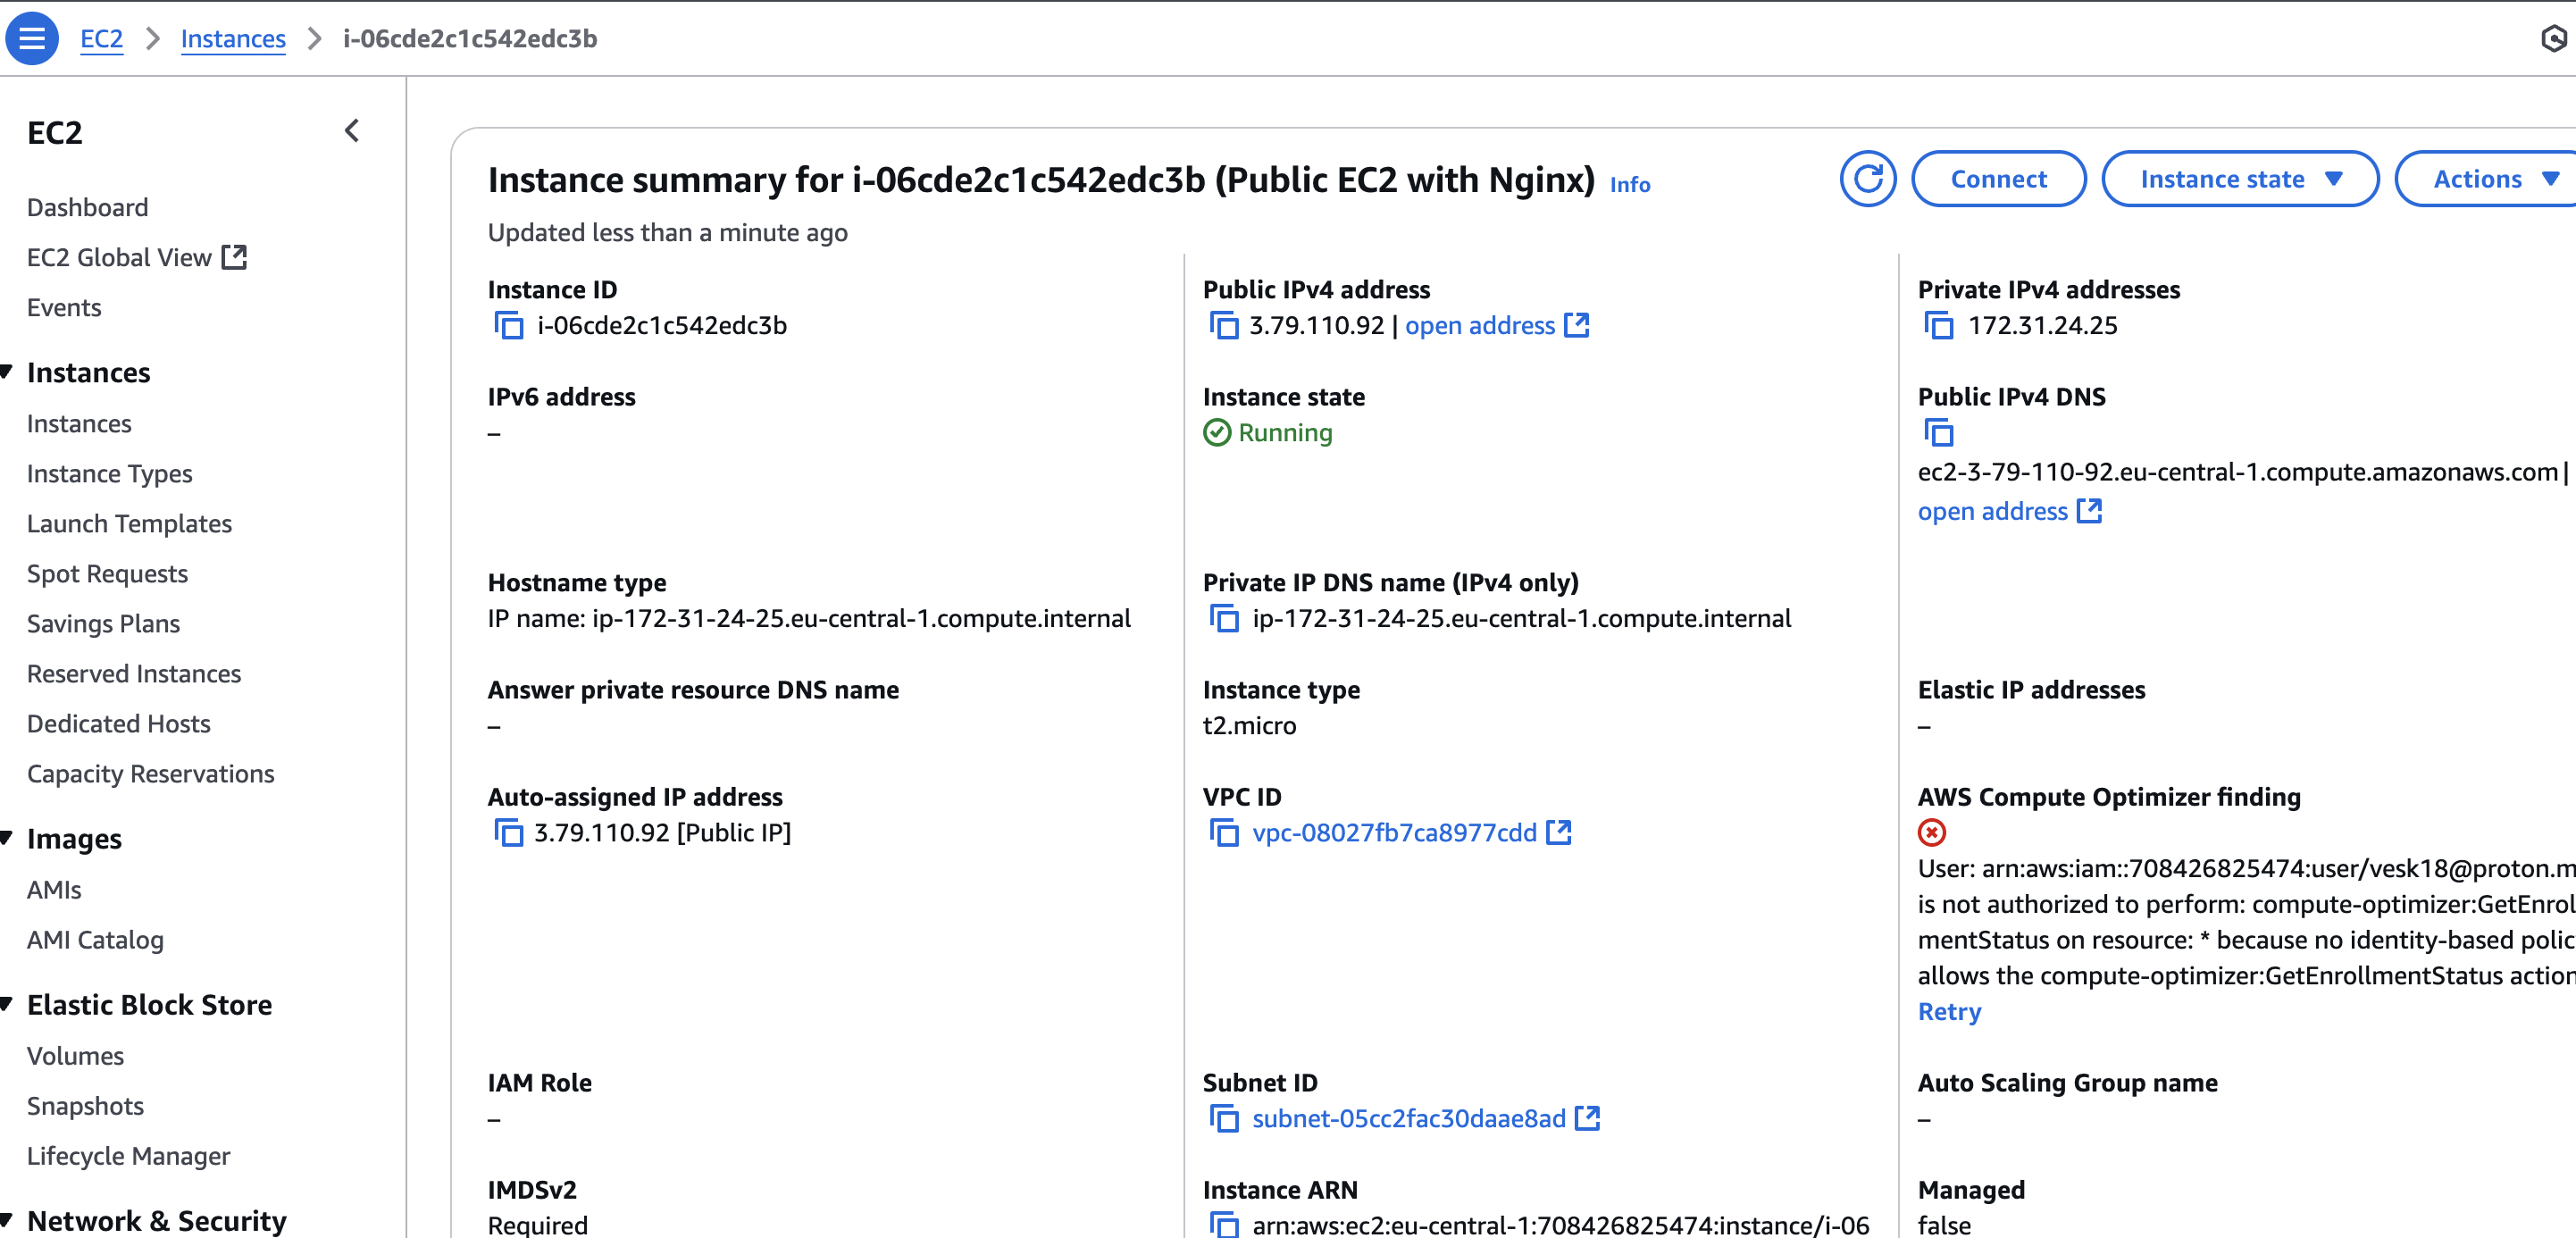 EC2 > Instances > i-06cde2c1c542edc3b
EC2
Dashboard
EC2 Global View
Events
Instances
Instances
Instance Types
Launch Templates
Spot Requests
Savings Plans
Reserved Instances
Dedicated Hosts
Capacity Reservations
Images
AMIs
AMI Catalog
Elastic Block Store
Volumes
Snapshots
Lifecycle Manager
Network & Security
Instance summary for i-06cde2c1c542edc3b (Public EC2 with Nginx) Info
Connect
Instance state
Actions
Updated less than a minute ago
Instance ID
i-06cde2c1c542edc3b
Public IPv4 address
3.79.110.92 | open address
Private IPv4 addresses
172.31.24.25
IPv6 address
–
Instance state
Running
Public IPv4 DNS
ec2-3-79-110-92.eu-central-1.compute.amazonaws.com |
open address
Hostname type
IP name: ip-172-31-24-25.eu-central-1.compute.internal
Private IP DNS name (IPv4 only)
ip-172-31-24-25.eu-central-1.compute.internal
Answer private resource DNS name
–
Instance type
t2.micro
Elastic IP addresses
–
Auto-assigned IP address
3.79.110.92 [Public IP]
VPC ID
vpc-08027fb7ca8977cdd
AWS Compute Optimizer finding
User: arn:aws:iam::708426825474:user/vesk18@proton.m
is not authorized to perform: compute-optimizer:GetEnrol
mentStatus on resource: * because no identity-based polic
allows the compute-optimizer:GetEnrollmentStatus action
Retry
IAM Role
–
Subnet ID
subnet-05cc2fac30daae8ad
Auto Scaling Group name
–
IMDSv2
Required
Instance ARN
arn:aws:ec2:eu-central-1:708426825474:instance/i-06
Managed
false